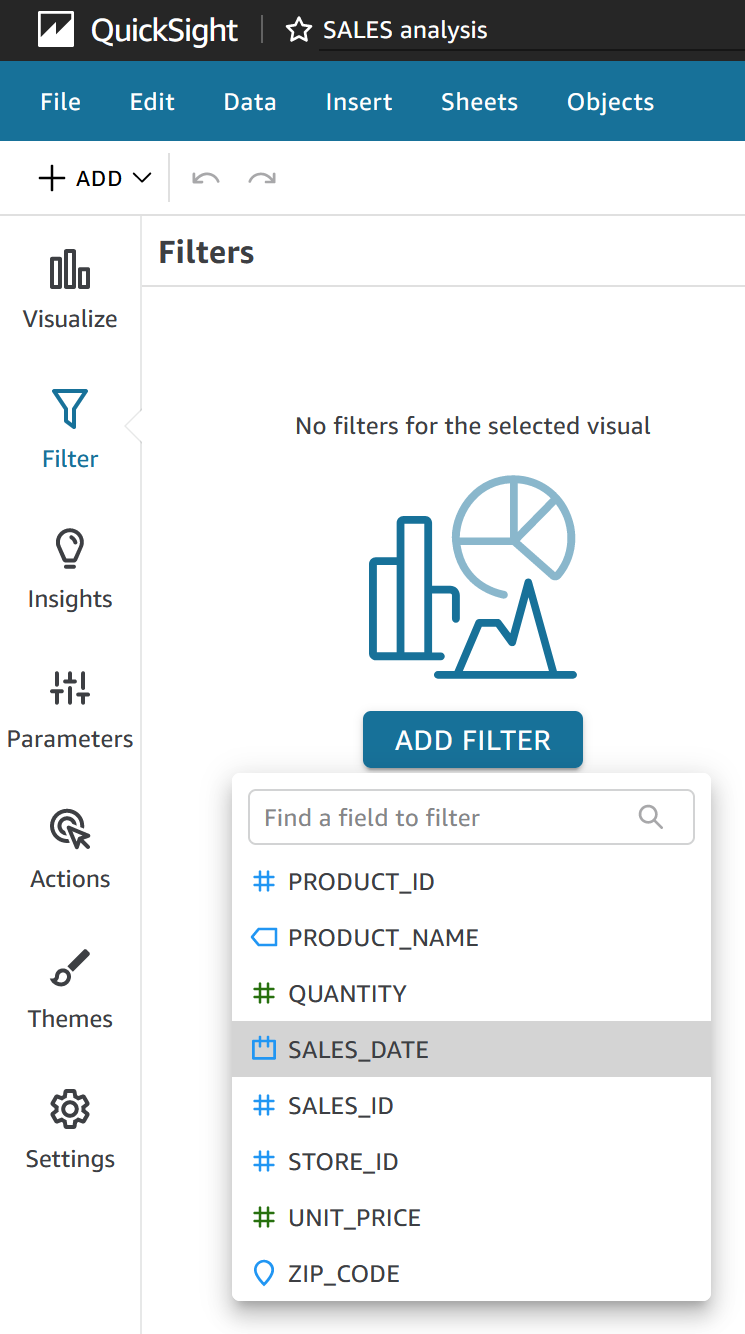 QuickSight SALES analysis
File Edit Data Insert Sheets Objects
ADD
Filters
Visualize
No filters for the selected visual
Filter
Insights
Parameters
ADD FILTER
Find a field to filter
Actions
PRODUCT_ID
PRODUCT_NAME
QUANTITY
Themes
SALES_DATE
SALES_ID
STORE_ID
Settings
UNIT_PRICE
ZIP_CODE